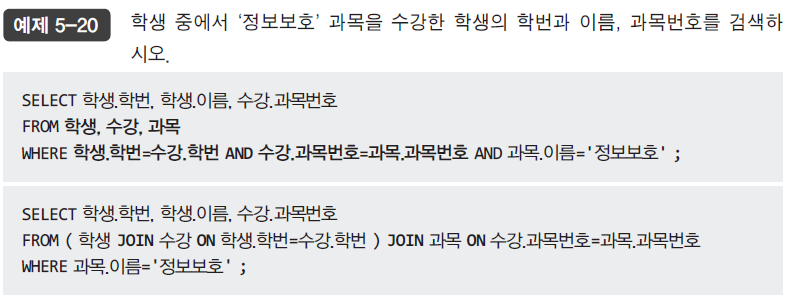 예제 5-20
학생 중에서 ‘정보보호’ 과목을 수강한 학생의 학번과 이름, 과목번호를 검색하
시오.
SELECT 학생.학번, 학생.이름, 수강.과목번호
FROM 학생, 수강, 과목
WHERE 학생.학번=수강.학번 AND 수강.과목번호=과목.과목번호 AND 과목.이름='정보보호' ;
SELECT 학생.학번, 학생.이름, 수강.과목번호
FROM ( 학생 JOIN 수강 ON 학생.학번=수강.학번 ) JOIN 과목 ON 수강.과목번호=과목.과목번호
WHERE 과목.이름='정보보호' ;